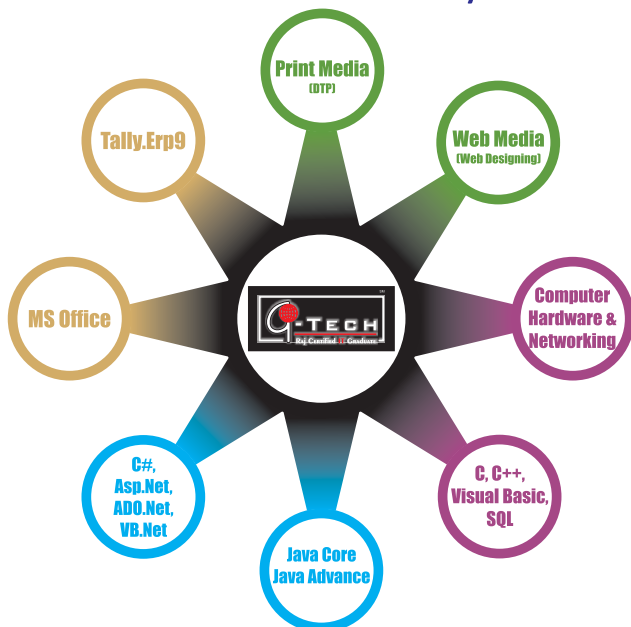 Print Media
(DTP)
Web Media
(Web Designing)
Computer
Hardware &
Networking
C, C++,
Visual Basic,
SQL
Java Core
Java Advance
C#,
Asp.Net,
ADO.Net,
VB.Net
MS Office
Tally.Erp9
G-TECH
Raj Certified IT Graduate